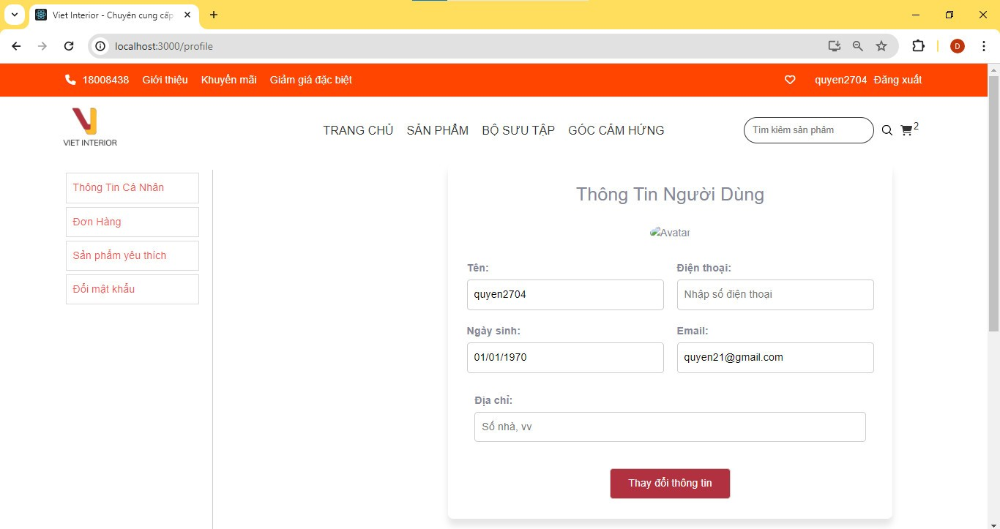 Viet Interior - Chuyên cung cấp
localhost:3000/profile
D
18008438 Giới thiệu Khuyến mãi Giảm giá đặc biệt quyen2704 Đăng xuất
VIET INTERIOR
TRANG CHỦ SẢN PHẨM BỘ SƯU TẬP GÓC CẢM HỨNG
Tìm kiếm sản phẩm
2
Thông Tin Cá Nhân
Đơn Hàng
Sản phẩm yêu thích
Đổi mật khẩu
Thông Tin Người Dùng
Avatar
Tên: Điện thoại:
quyen2704 Nhập số điện thoại
Ngày sinh: Email:
01/01/1970 quyen21@gmail.com
Địa chỉ:
Số nhà, vv
Thay đổi thông tin